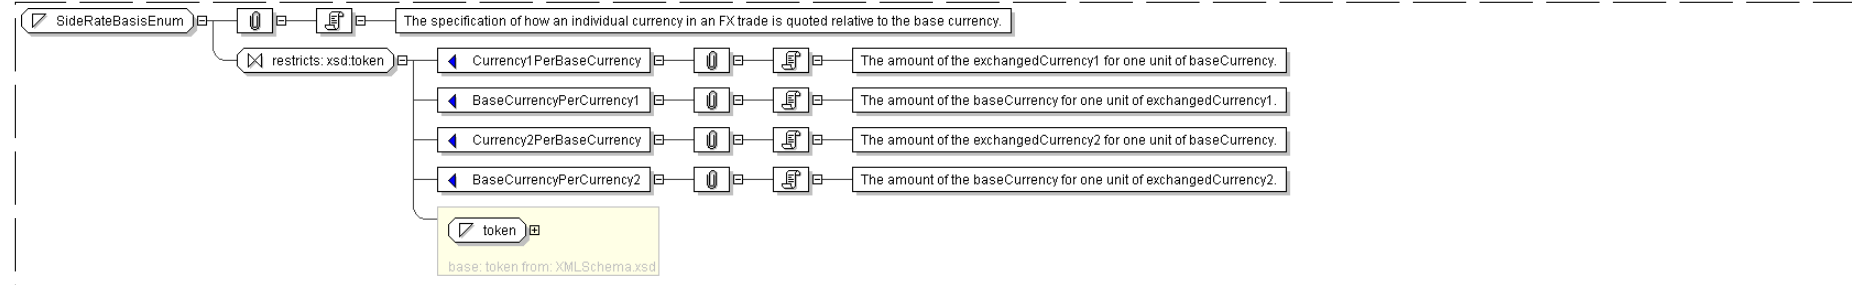 SideRateBasisEnum The specification of how an individual currency in an FX trade is quoted relative to the base currency.
restricts: xsd:token Currency1PerBaseCurrency The amount of the exchangedCurrency1 for one unit of baseCurrency.
BaseCurrencyPerCurrency1 The amount of the baseCurrency for one unit of exchangedCurrency1.
Currency2PerBaseCurrency The amount of the exchangedCurrency2 for one unit of baseCurrency.
BaseCurrencyPerCurrency2 The amount of the baseCurrency for one unit of exchangedCurrency2.
token
base: token from: XMLSchema.xsd